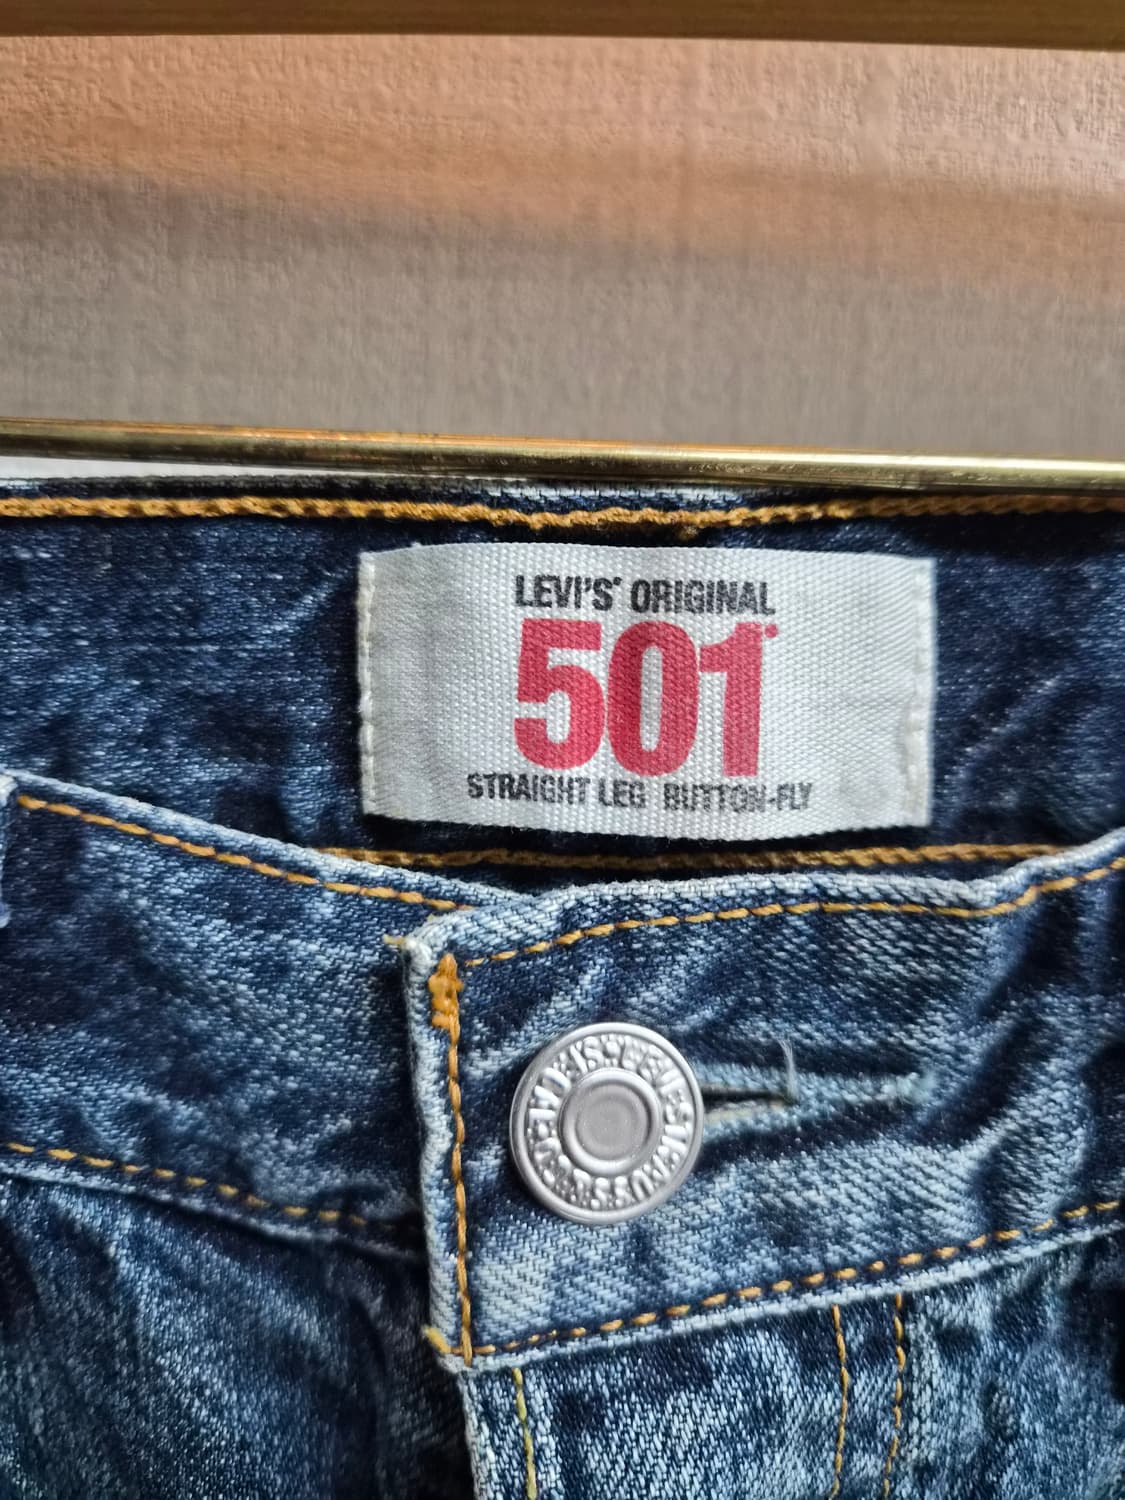 LEVI'S® ORIGINAL
501®
STRAIGHT LEG BUTTON-FLY